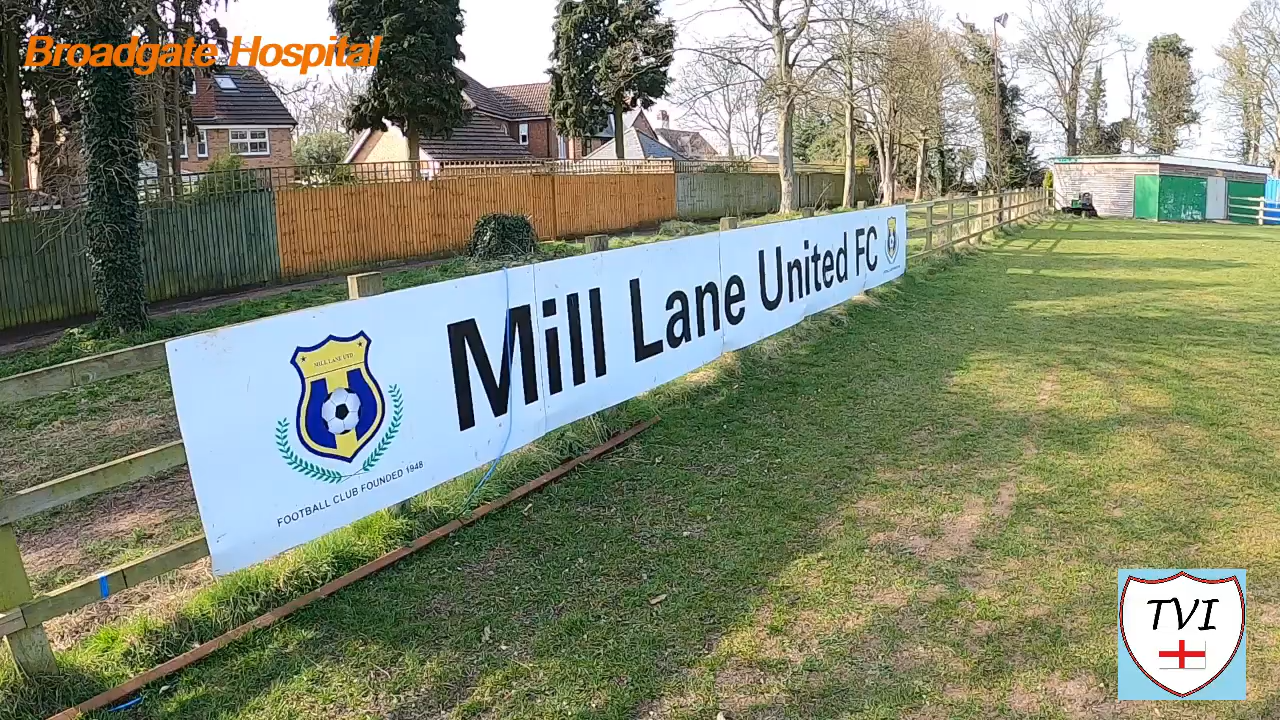 Broadgate Hospital
Mill Lane United FC
MILL LANE UTD
FOOTBALL CLUB FOUNDED 1948
TVI